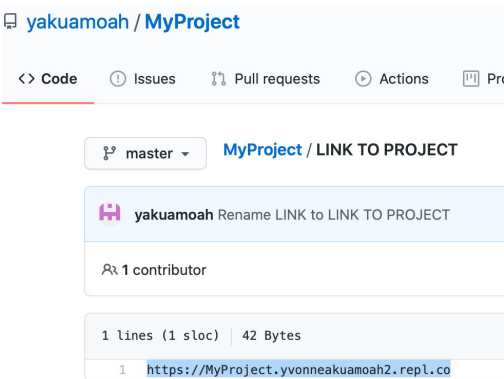 yakuamoah / MyProject
<> Code Issues Pull requests Actions
master MyProject / LINK TO PROJECT
yakuamoah Rename LINK to LINK TO PROJECT
1 contributor
1 lines (1 sloc) 42 Bytes
1 https://MyProject.yvonneakuamoah2.repl.co